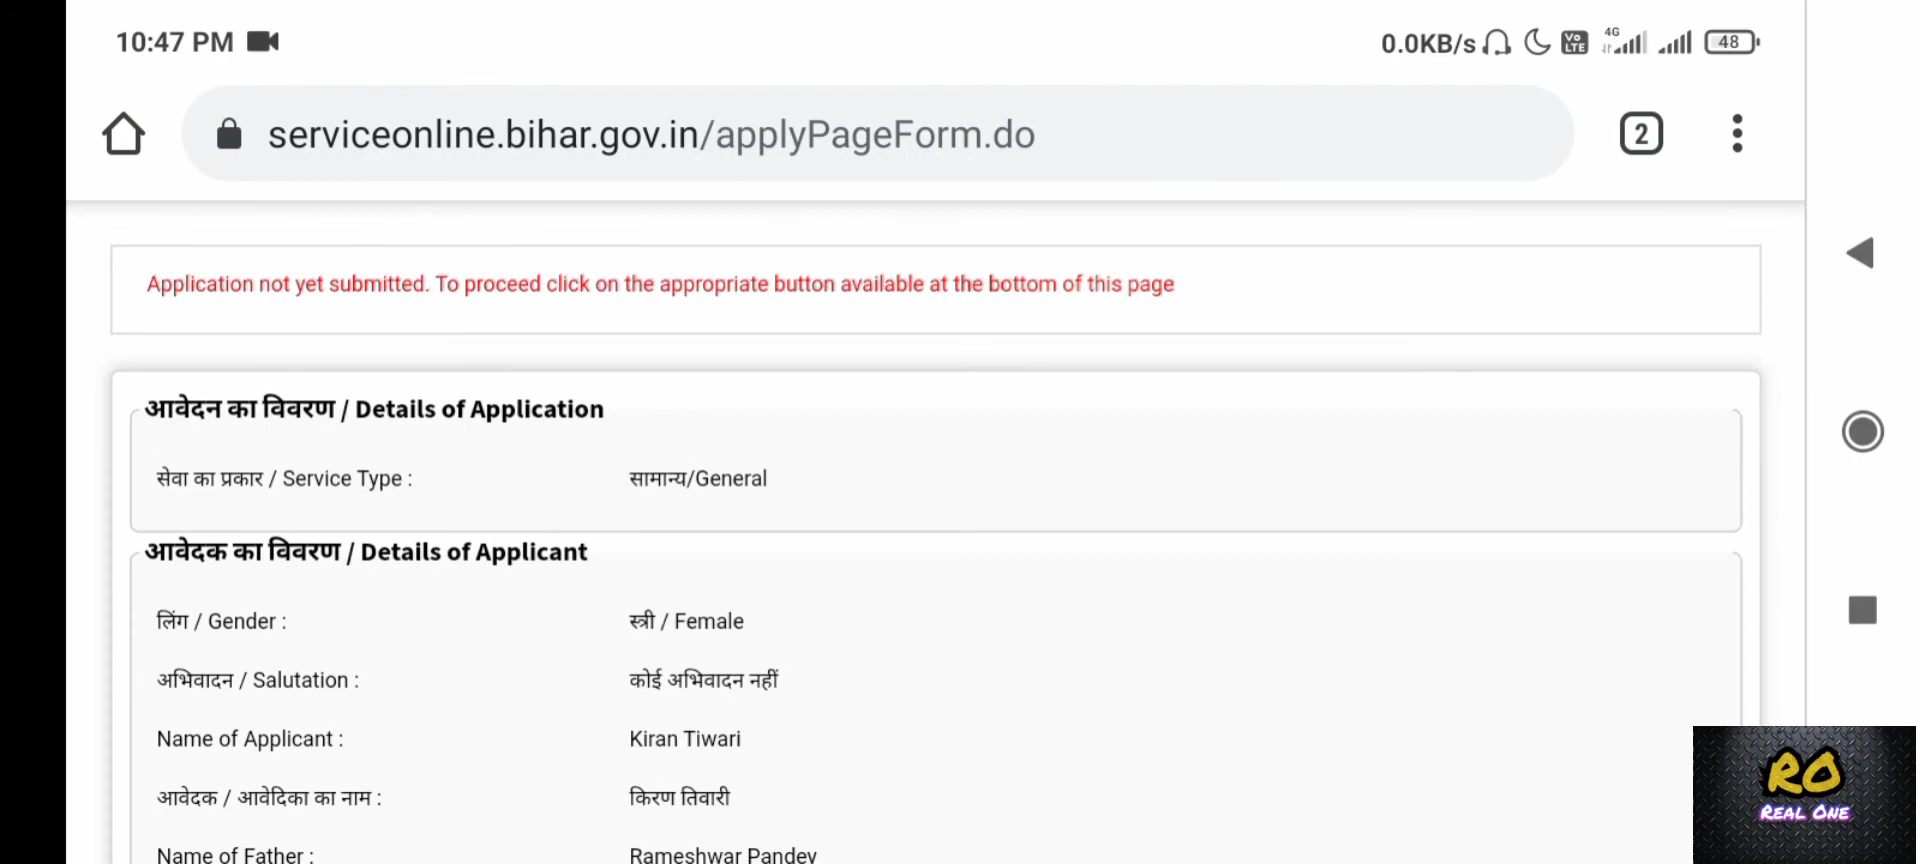 10:47 PM
0.0KB/s
Vo LTE
4G
48
serviceonline.bihar.gov.in/applyPageForm.do
2
Application not yet submitted. To proceed click on the appropriate button available at the bottom of this page
आवेदन का विवरण / Details of Application
सेवा का प्रकार / Service Type : सामान्य/General
आवेदक का विवरण / Details of Applicant
लिंग / Gender : स्त्री / Female
अभिवादन / Salutation : कोई अभिवादन नहीं
Name of Applicant : Kiran Tiwari
आवेदक / आवेदिका का नाम : किरण तिवारी
Name of Father : Rameshwar Pandey
RO
REAL ONE